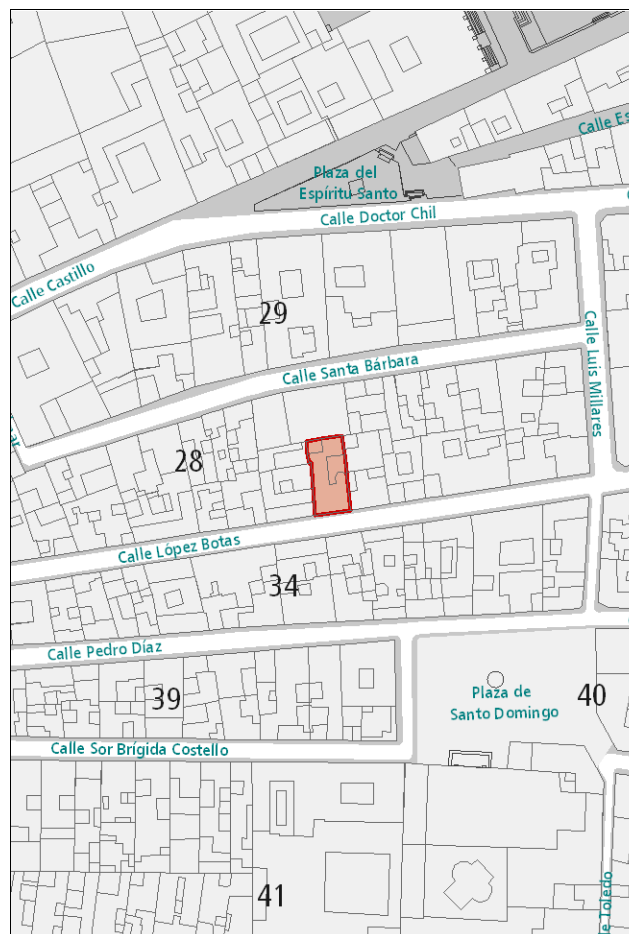 Calle
Plaza del
Espíritu Santo
Calle Doctor Chil
Calle Castillo
29
Calle Luis Millares
Calle Santa Bárbara
28
Calle López Botas
34
Calle Pedro Díaz
39
Plaza de
Santo Domingo
40
Calle Sor Brígida Costello
41
Toledo